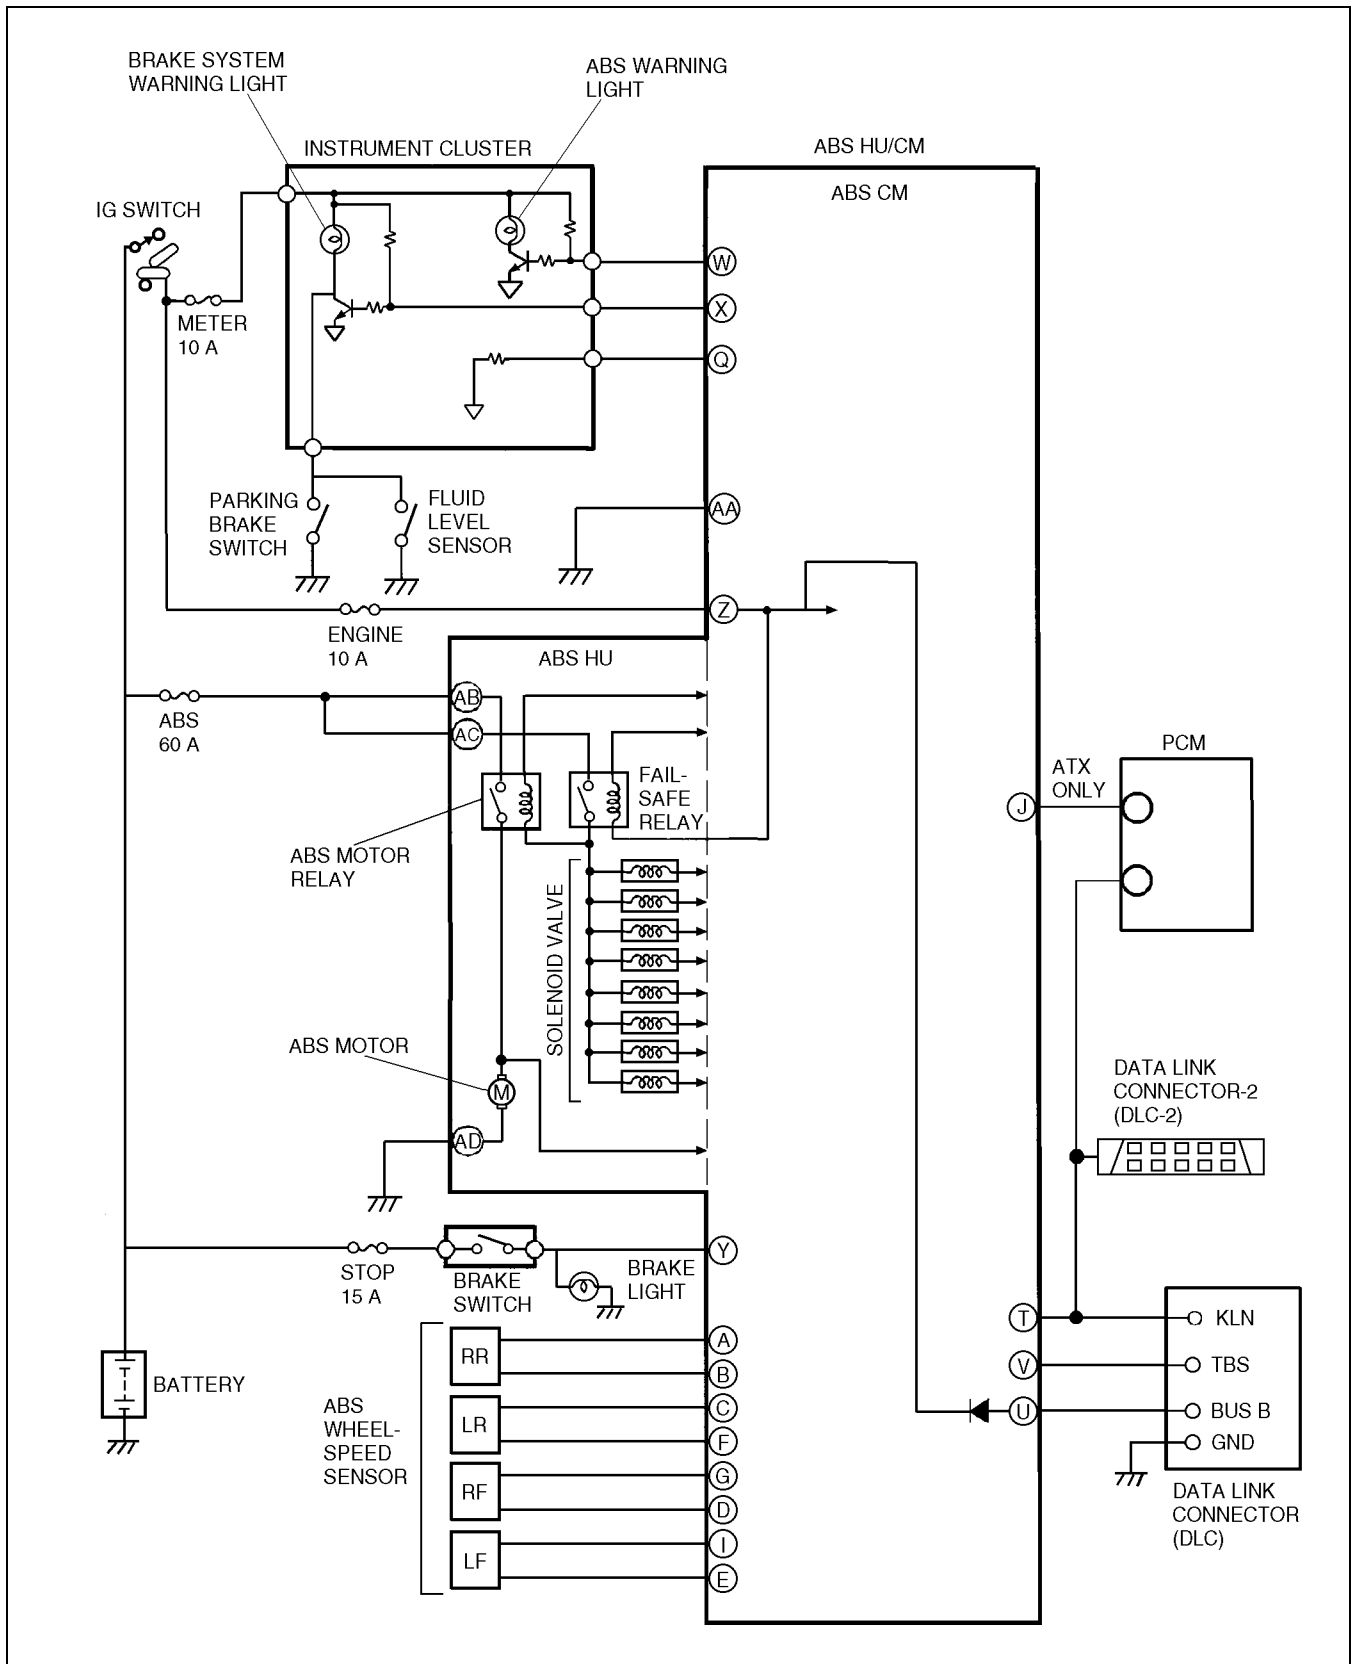 BRAKE SYSTEM
WARNING LIGHT
ABS WARNING
LIGHT
INSTRUMENT CLUSTER
ABS HU/CM
ABS CM
IG SWITCH
METER
10 A
W
X
Q
PARKING
BRAKE
SWITCH
FLUID
LEVEL
SENSOR
AA
Z
ENGINE
10 A
ABS HU
AB
AC
ABS
60 A
FAIL-
SAFE
RELAY
ABS MOTOR
RELAY
SOLENOID VALVE
PCM
ATX
ONLY
J
ABS MOTOR
M
AD
DATA LINK
CONNECTOR-2
(DLC-2)
STOP
15 A
BRAKE
SWITCH
BRAKE
LIGHT
Y
BATTERY
ABS
WHEEL-
SPEED
SENSOR
RR
LR
RF
LF
A
B
C
F
G
D
I
E
T
V
U
KLN
TBS
BUS B
GND
DATA LINK
CONNECTOR
(DLC)